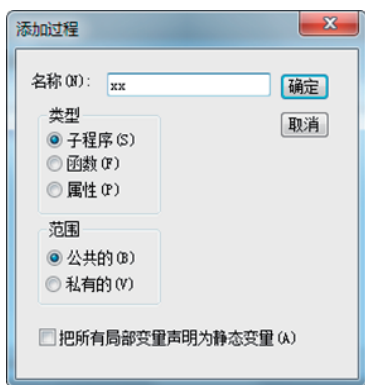 添加过程
名称(N): xx
确定
类型
取消
子程序(S)
函数(F)
属性(P)
范围
公共的(B)
私有的(V)
把所有局部变量声明为静态变量(A)